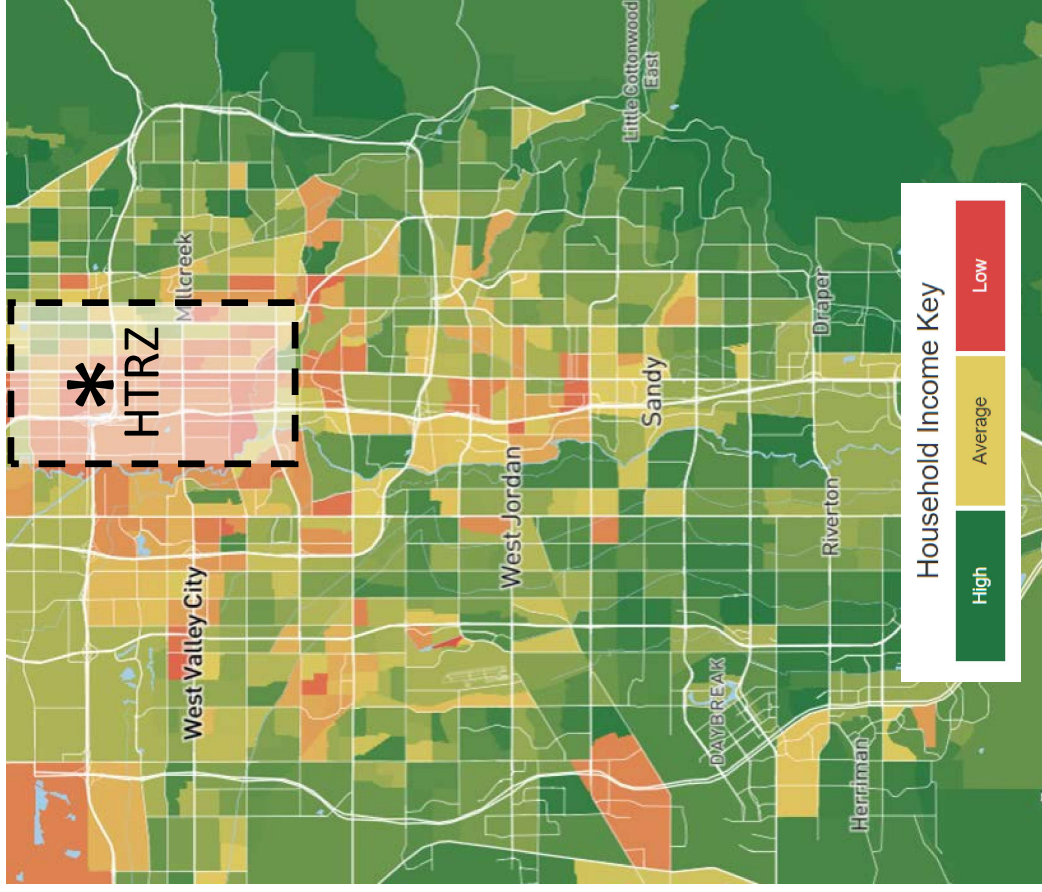 Little Cottonwood
East
Millcreek
*
HTRZ
Draper
Sandy
West Jordan
Riverton
West Valley City
DAYBREAK
Herriman
Household Income Key
High
Average
Low